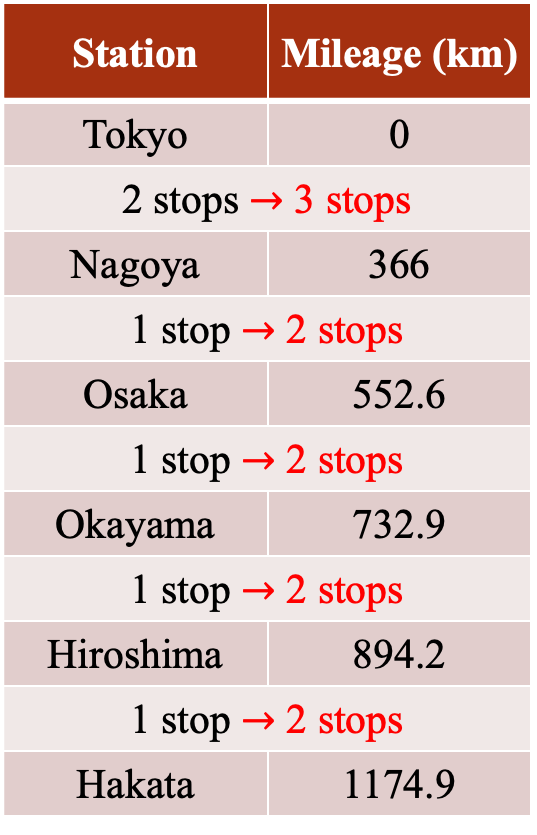 Station Mileage (km)
Tokyo 0
2 stops → 3 stops
Nagoya 366
1 stop → 2 stops
Osaka 552.6
1 stop → 2 stops
Okayama 732.9
1 stop → 2 stops
Hiroshima 894.2
1 stop → 2 stops
Hakata 1174.9